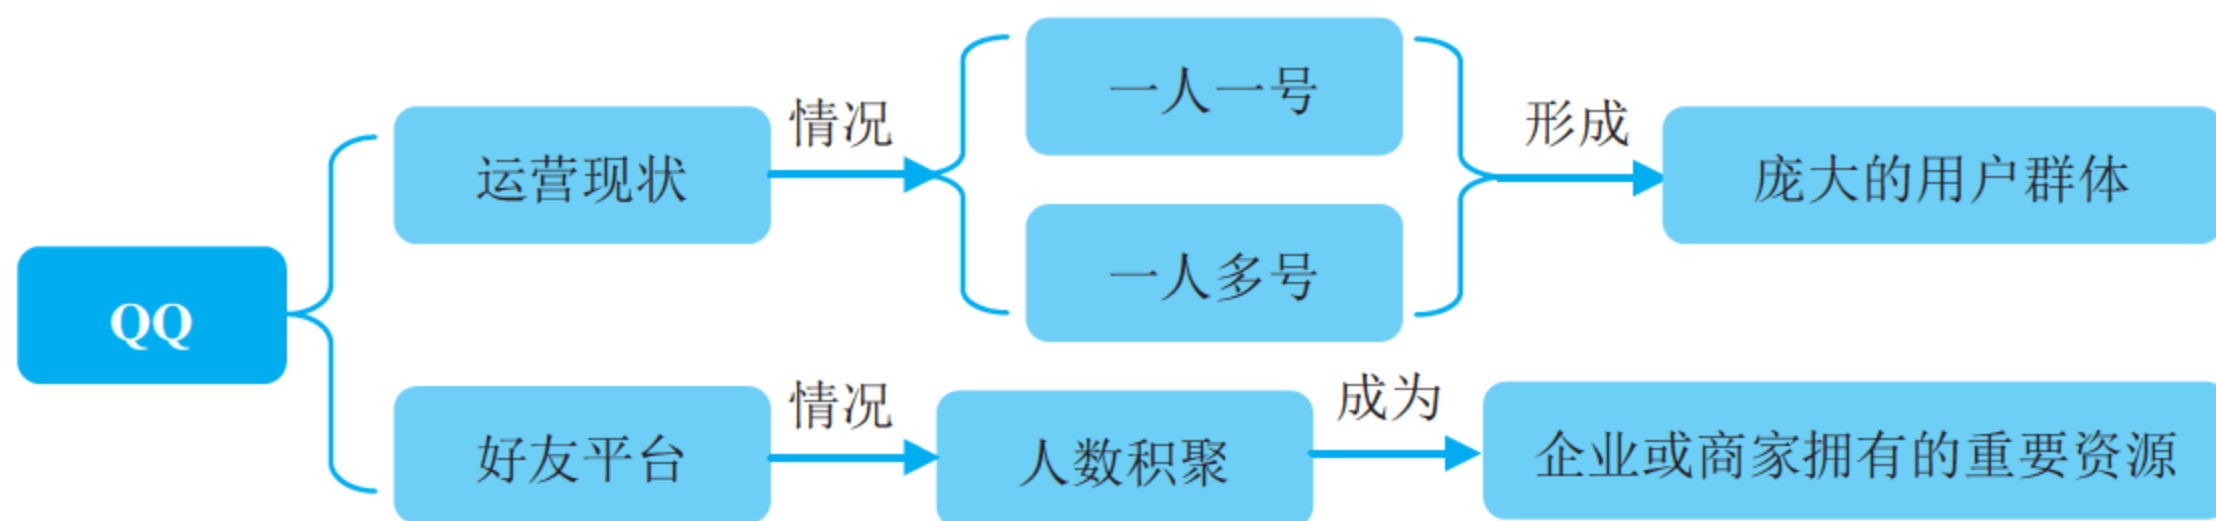 QQ
运营现状
情况
一人一号
一人多号
形成
庞大的用户群体
好友平台
情况
人数积聚
成为
企业或商家拥有的重要资源